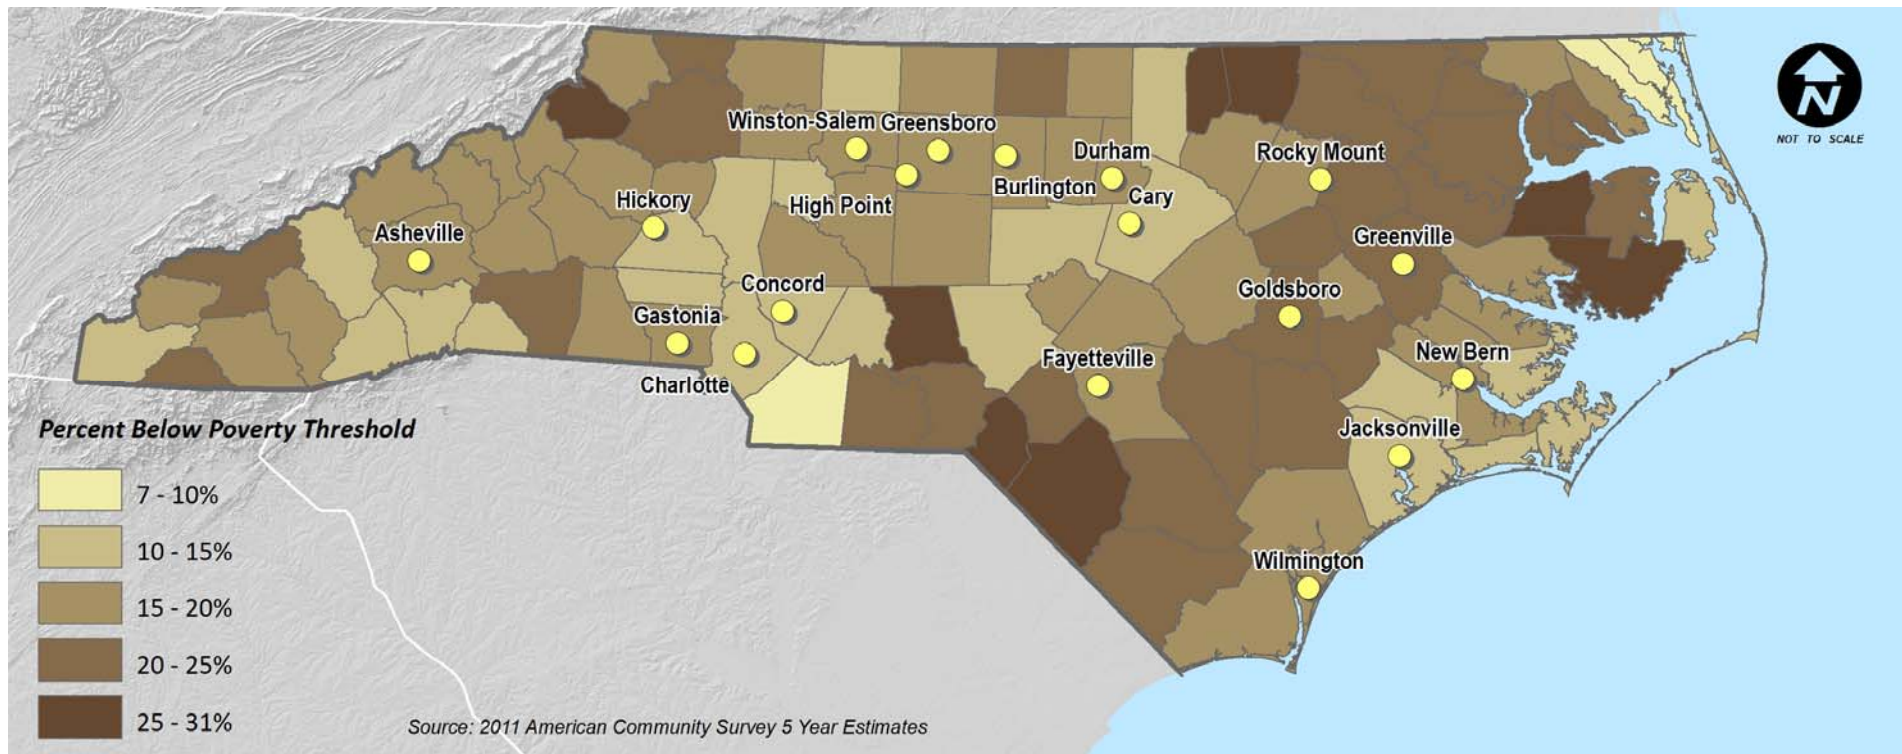 N
NOT TO SCALE
Winston-Salem
Greensboro
Durham
Rocky Mount
Burlington
Hickory
High Point
Cary
Asheville
Greenville
Concord
Goldsboro
Gastonia
Fayetteville
New Bern
Charlotte
Jacksonville
Wilmington
Percent Below Poverty Threshold
7 - 10%
10 - 15%
15 - 20%
20 - 25%
25 - 31%
Source: 2011 American Community Survey 5 Year Estimates